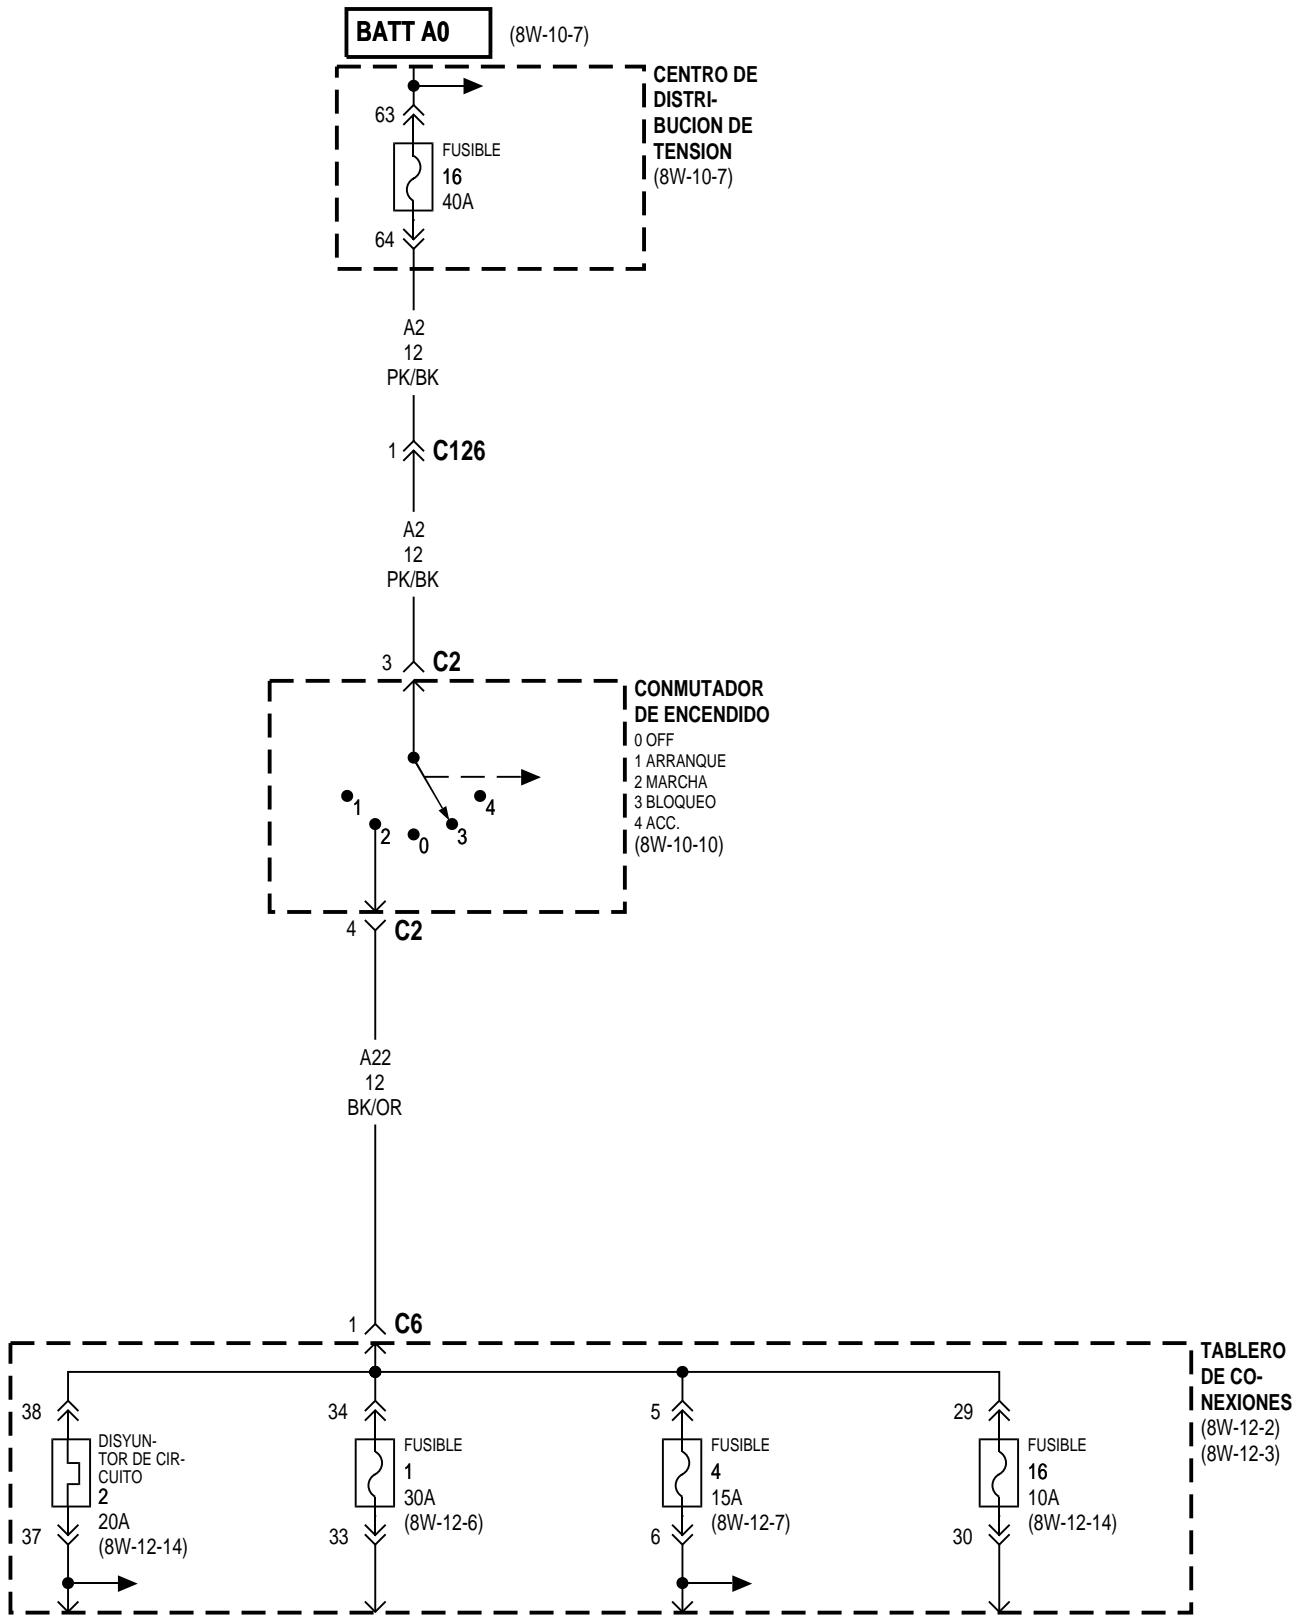 BATT A0
(8W-10-7)
CENTRO DE
DISTRI-
BUCION DE
TENSION
(8W-10-7)
63
FUSIBLE
16
40A
64
A2
12
PK/BK
1
C126
A2
12
PK/BK
3
C2
CONMUTADOR
DE ENCENDIDO
0 OFF
1 ARRANQUE
2 MARCHA
3 BLOQUEO
4 ACC.
(8W-10-10)
1
2
0
3
4
4
C2
A22
12
BK/OR
1
C6
TABLERO
DE CO-
NEXIONES
(8W-12-2)
(8W-12-3)
38
DISYUN-
TOR DE CIR-
CUITO
2
20A
(8W-12-14)
37
34
FUSIBLE
1
30A
(8W-12-6)
33
5
FUSIBLE
4
15A
(8W-12-7)
6
29
FUSIBLE
16
10A
(8W-12-14)
30